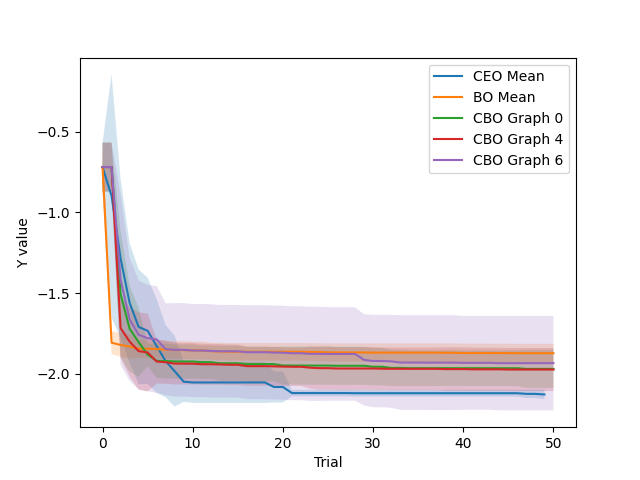 CEO Mean
BO Mean
CBO Graph 0
CBO Graph 4
CBO Graph 6
Y value
−0.5
−1.0
−1.5
−2.0
0 10 20 30 40 50
Trial